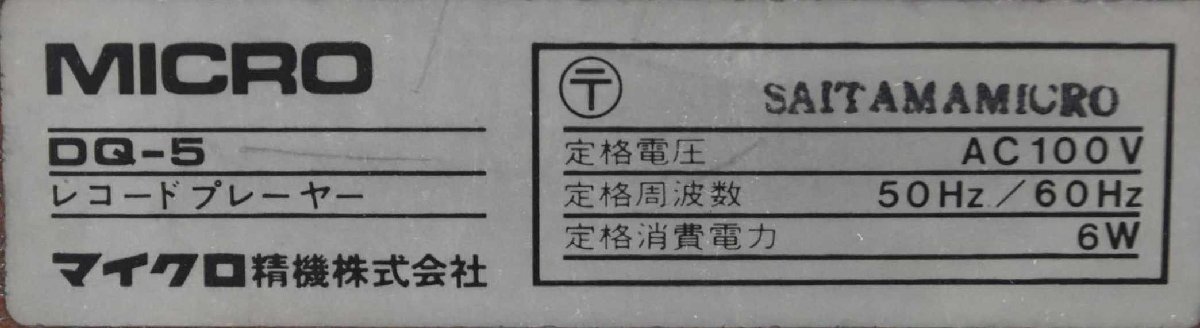 MICRO
DQ-5
レコードプレーヤー
マイクロ精機株式会社
〒 SAITAMAMICRO
定格電圧 AC100V
定格周波数 50Hz/60Hz
定格消費電力 6W